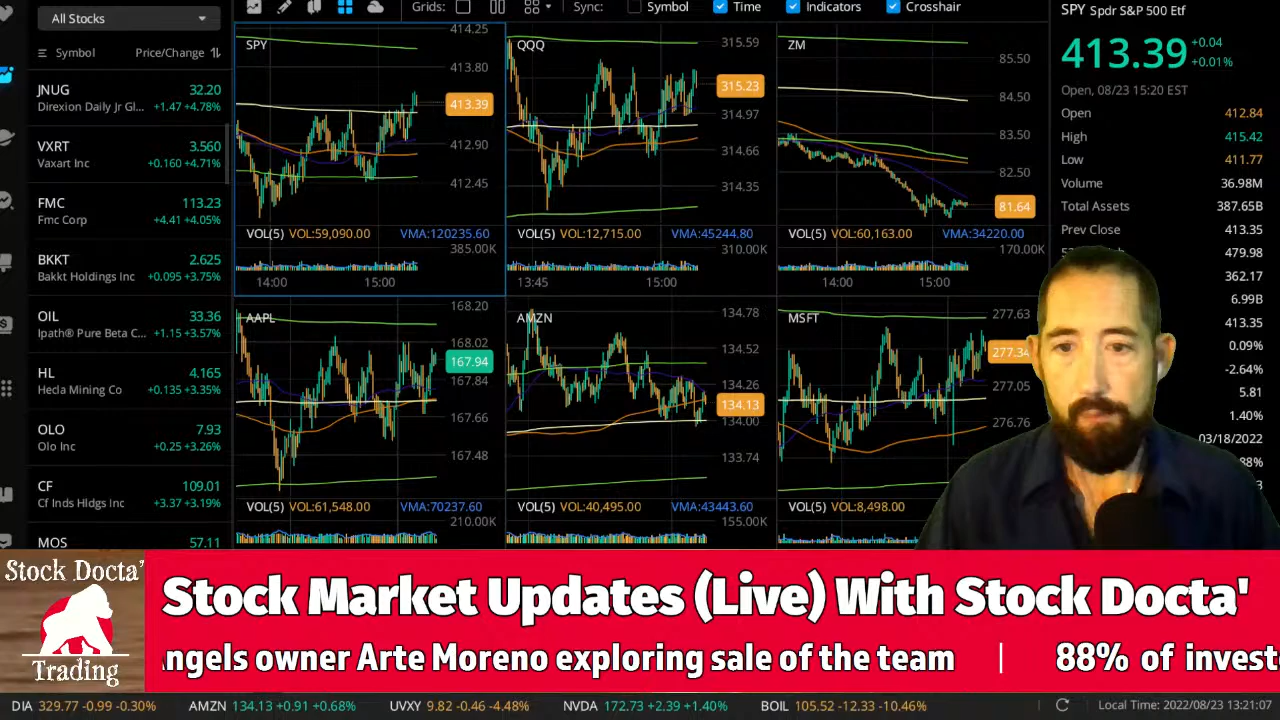 All Stocks
Grids:
Sync:
Symbol
Time
Indicators
Crosshair
Symbol
Price/Change
JNUG
32.20
Direxion Daily Jr Gl...
+1.47 +4.78%
VXRT
3.560
Vaxart Inc
+0.160 +4.71%
FMC
113.23
Fmc Corp
+4.41 +4.05%
BKKT
2.625
Bakkt Holdings Inc
+0.095 +3.75%
OIL
33.36
Ipath® Pure Beta C...
+1.15 +3.57%
HL
4.165
Hecla Mining Co
+0.135 +3.35%
OLO
7.93
Olo Inc
+0.25 +3.26%
CF
109.01
Cf Inds Hldgs Inc
+3.37 +3.19%
MOS
57.11
SPY
414.25
413.80
413.39
412.90
412.45
VOL(5) VOL:59,090.00 VMA:120235.60
385.00K
14:00
15:00
QQQ
315.59
315.23
314.97
314.66
314.35
VOL(5) VOL:12,715.00 VMA:45244.80
310.00K
13:45
15:00
ZM
85.50
84.50
83.50
82.50
81.64
VOL(5) VOL:60,163.00 VMA:34220.00
170.00K
14:00
15:00
AAPL
168.20
168.02
167.94
167.84
167.66
167.48
VOL(5) VOL:61,548.00 VMA:70237.60
210.00K
AMZN
134.78
134.52
134.26
134.13
134.00
133.74
VOL(5) VOL:40,495.00 VMA:43443.60
155.00K
MSFT
277.63
277.34
277.05
276.76
VOL(5) VOL:8,498.00
SPY Spdr S&P 500 Etf
413.39
+0.04
+0.01%
Open, 08/23 15:20 EST
Open
412.84
High
415.42
Low
411.77
Volume
36.98M
Total Assets
387.65B
Prev Close
413.35
479.98
362.17
6.99B
413.35
0.09%
-2.64%
5.81
1.40%
03/18/2022
Stock Docta'
Trading
Stock Market Updates (Live) With Stock Docta'
ngels owner Arte Moreno exploring sale of the team | 88% of invest
DIA 329.77 -0.99 -0.30%
AMZN 134.13 +0.91 +0.68%
UVXY 9.82 -0.46 -4.48%
NVDA 172.73 +2.39 +1.40%
BOIL 105.52 -12.33 -10.46%
Local Time: 2022/08/23 13:21:07